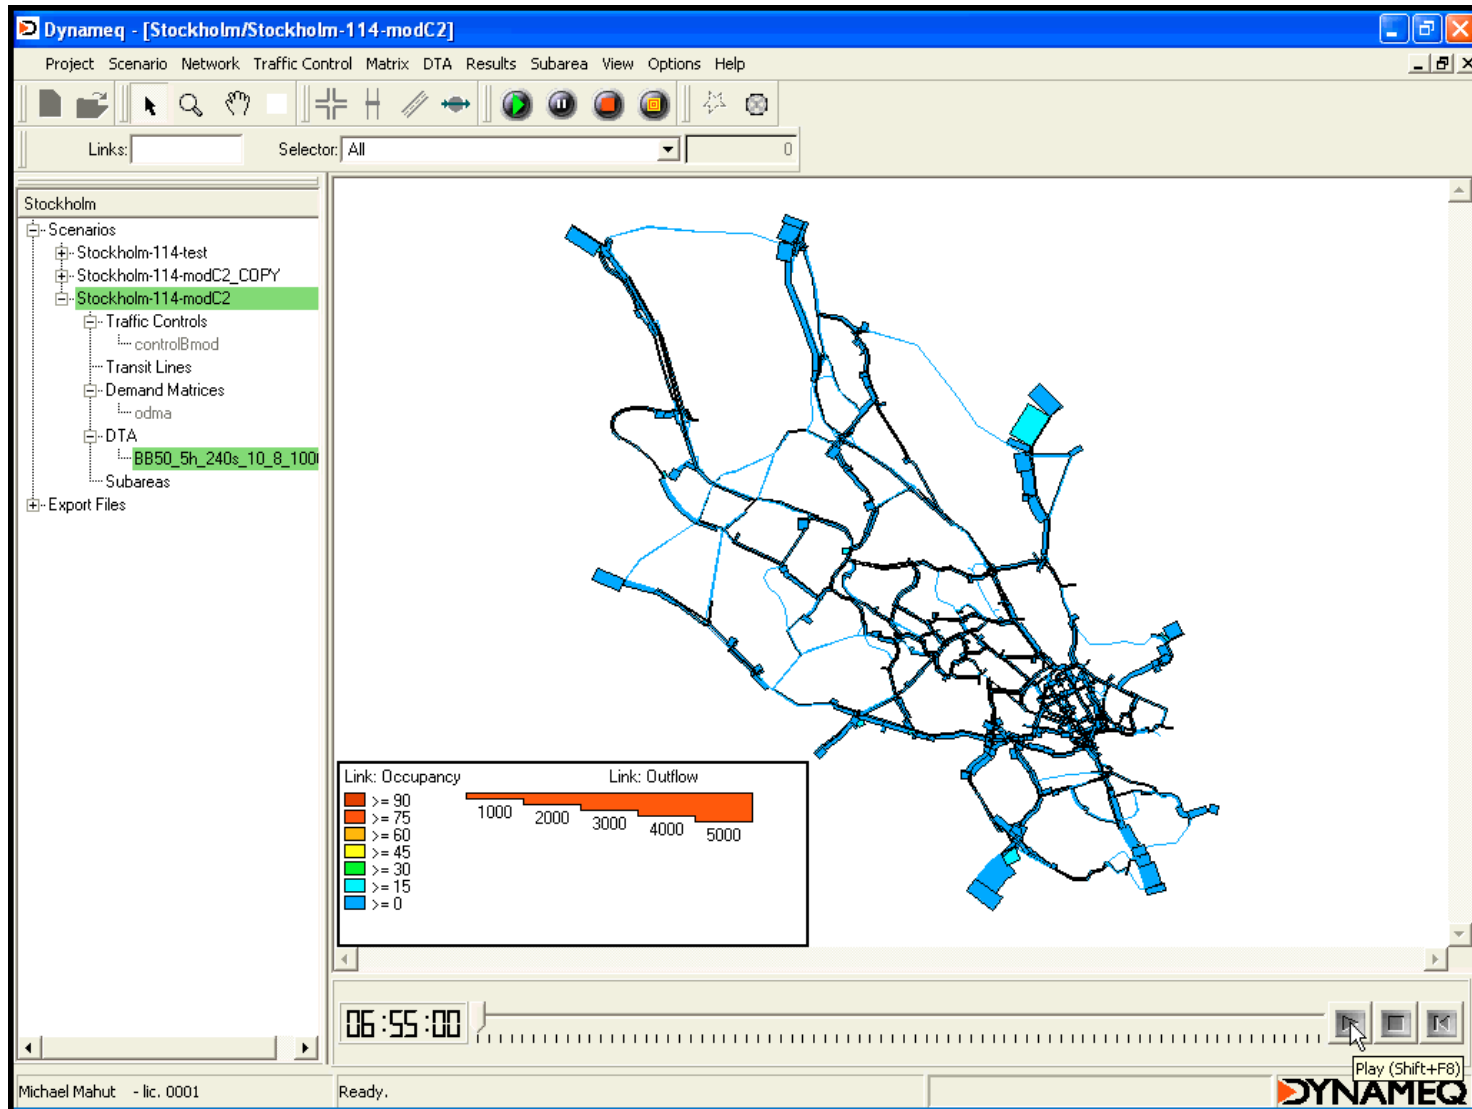 Dynameq - [Stockholm/Stockholm-114-modC2]
Project Scenario Network Traffic Control Matrix DTA Results Subarea View Options Help
Links: Selector: All 0
Stockholm
Scenarios
Stockholm-114-test
Stockholm-114-modC2_COPY
Stockholm-114-modC2
Traffic Controls
controlBmod
Transit Lines
Demand Matrices
odma
DTA
BB50_5h_240s_10_8_100
Subareas
Export Files
Link: Occupancy Link: Outflow
>= 90
>= 75
>= 60
>= 45
>= 30
>= 15
>= 0
1000 2000 3000 4000 5000
06:55:00
Play (Shift+F8)
Michael Mahut - lic. 0001 Ready.
DYNAMEQ